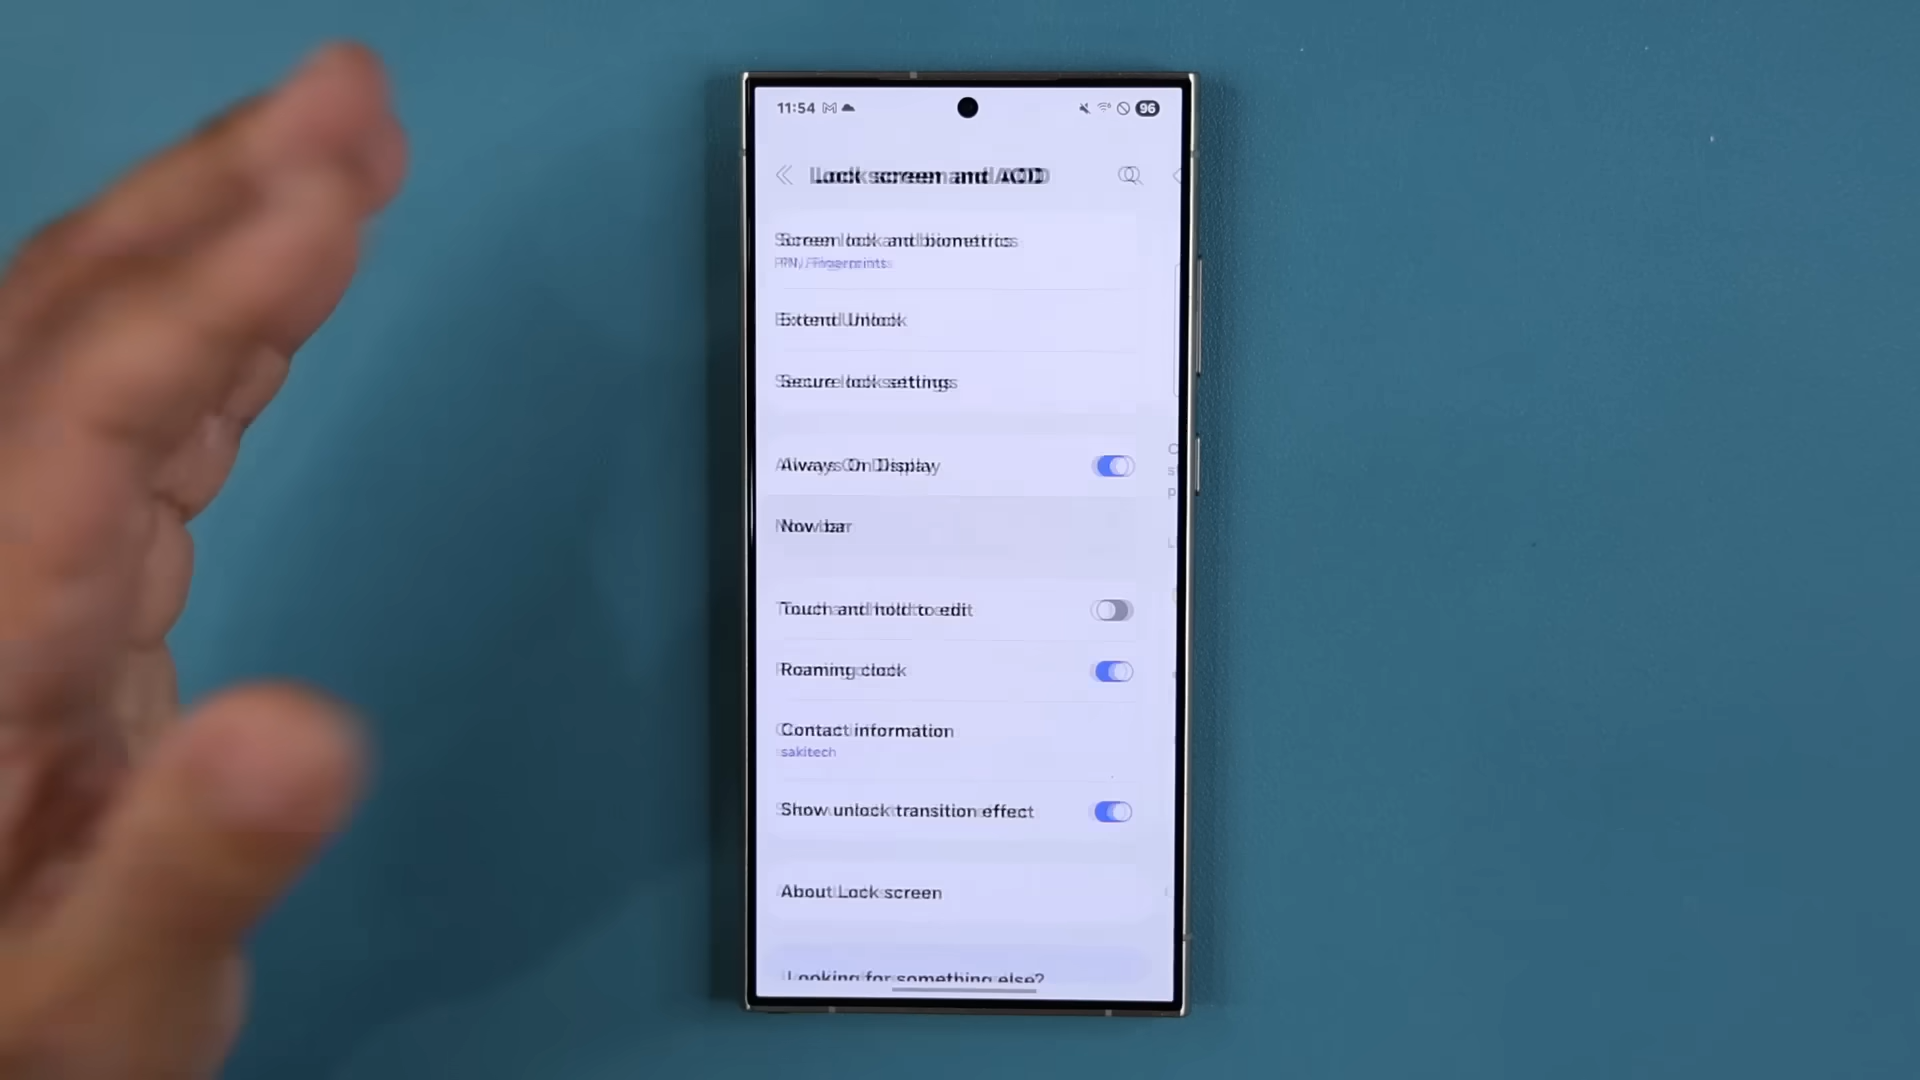 11:54 96
Lock screen and AOD
Screen lock and biometrics
PIN, Fingerprints
Extend Unlock
Secure lock settings
Always On Display
Now bar
Touch and hold to edit
Roaming clock
Contact information
sakitech
Show unlock transition effect
About Lock screen
Looking for something else?